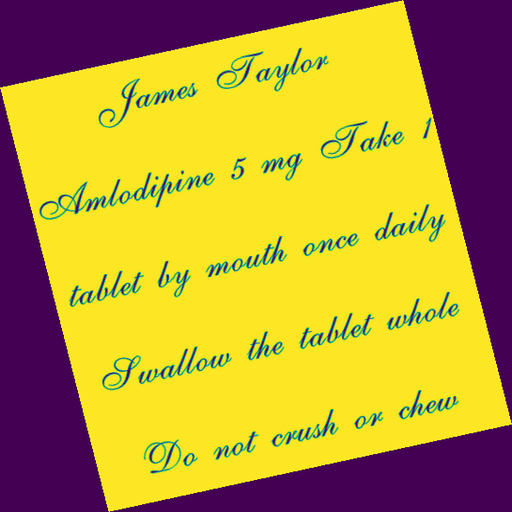 James Taylor
Amlodipine 5 mg Take 1
tablet by mouth once daily
Swallow the tablet whole
Do not crush or chew